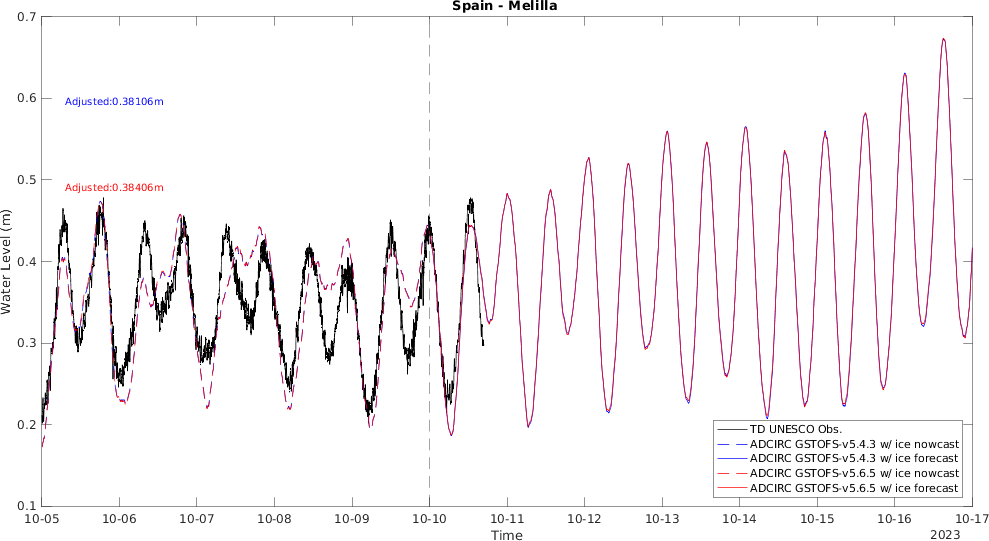 Spain - Melilla
0.7
0.6
0.5
0.4
0.3
0.2
0.1
Water Level (m)
Adjusted:0.38106m
Adjusted:0.38406m
TD UNESCO Obs.
ADCIRC GSTOFS-v5.4.3 w/ ice nowcast
ADCIRC GSTOFS-v5.4.3 w/ ice forecast
ADCIRC GSTOFS-v5.6.5 w/ ice nowcast
ADCIRC GSTOFS-v5.6.5 w/ ice forecast
10-05 10-06 10-07 10-08 10-09 10-10 10-11 10-12 10-13 10-14 10-15 10-16 10-17
Time
2023